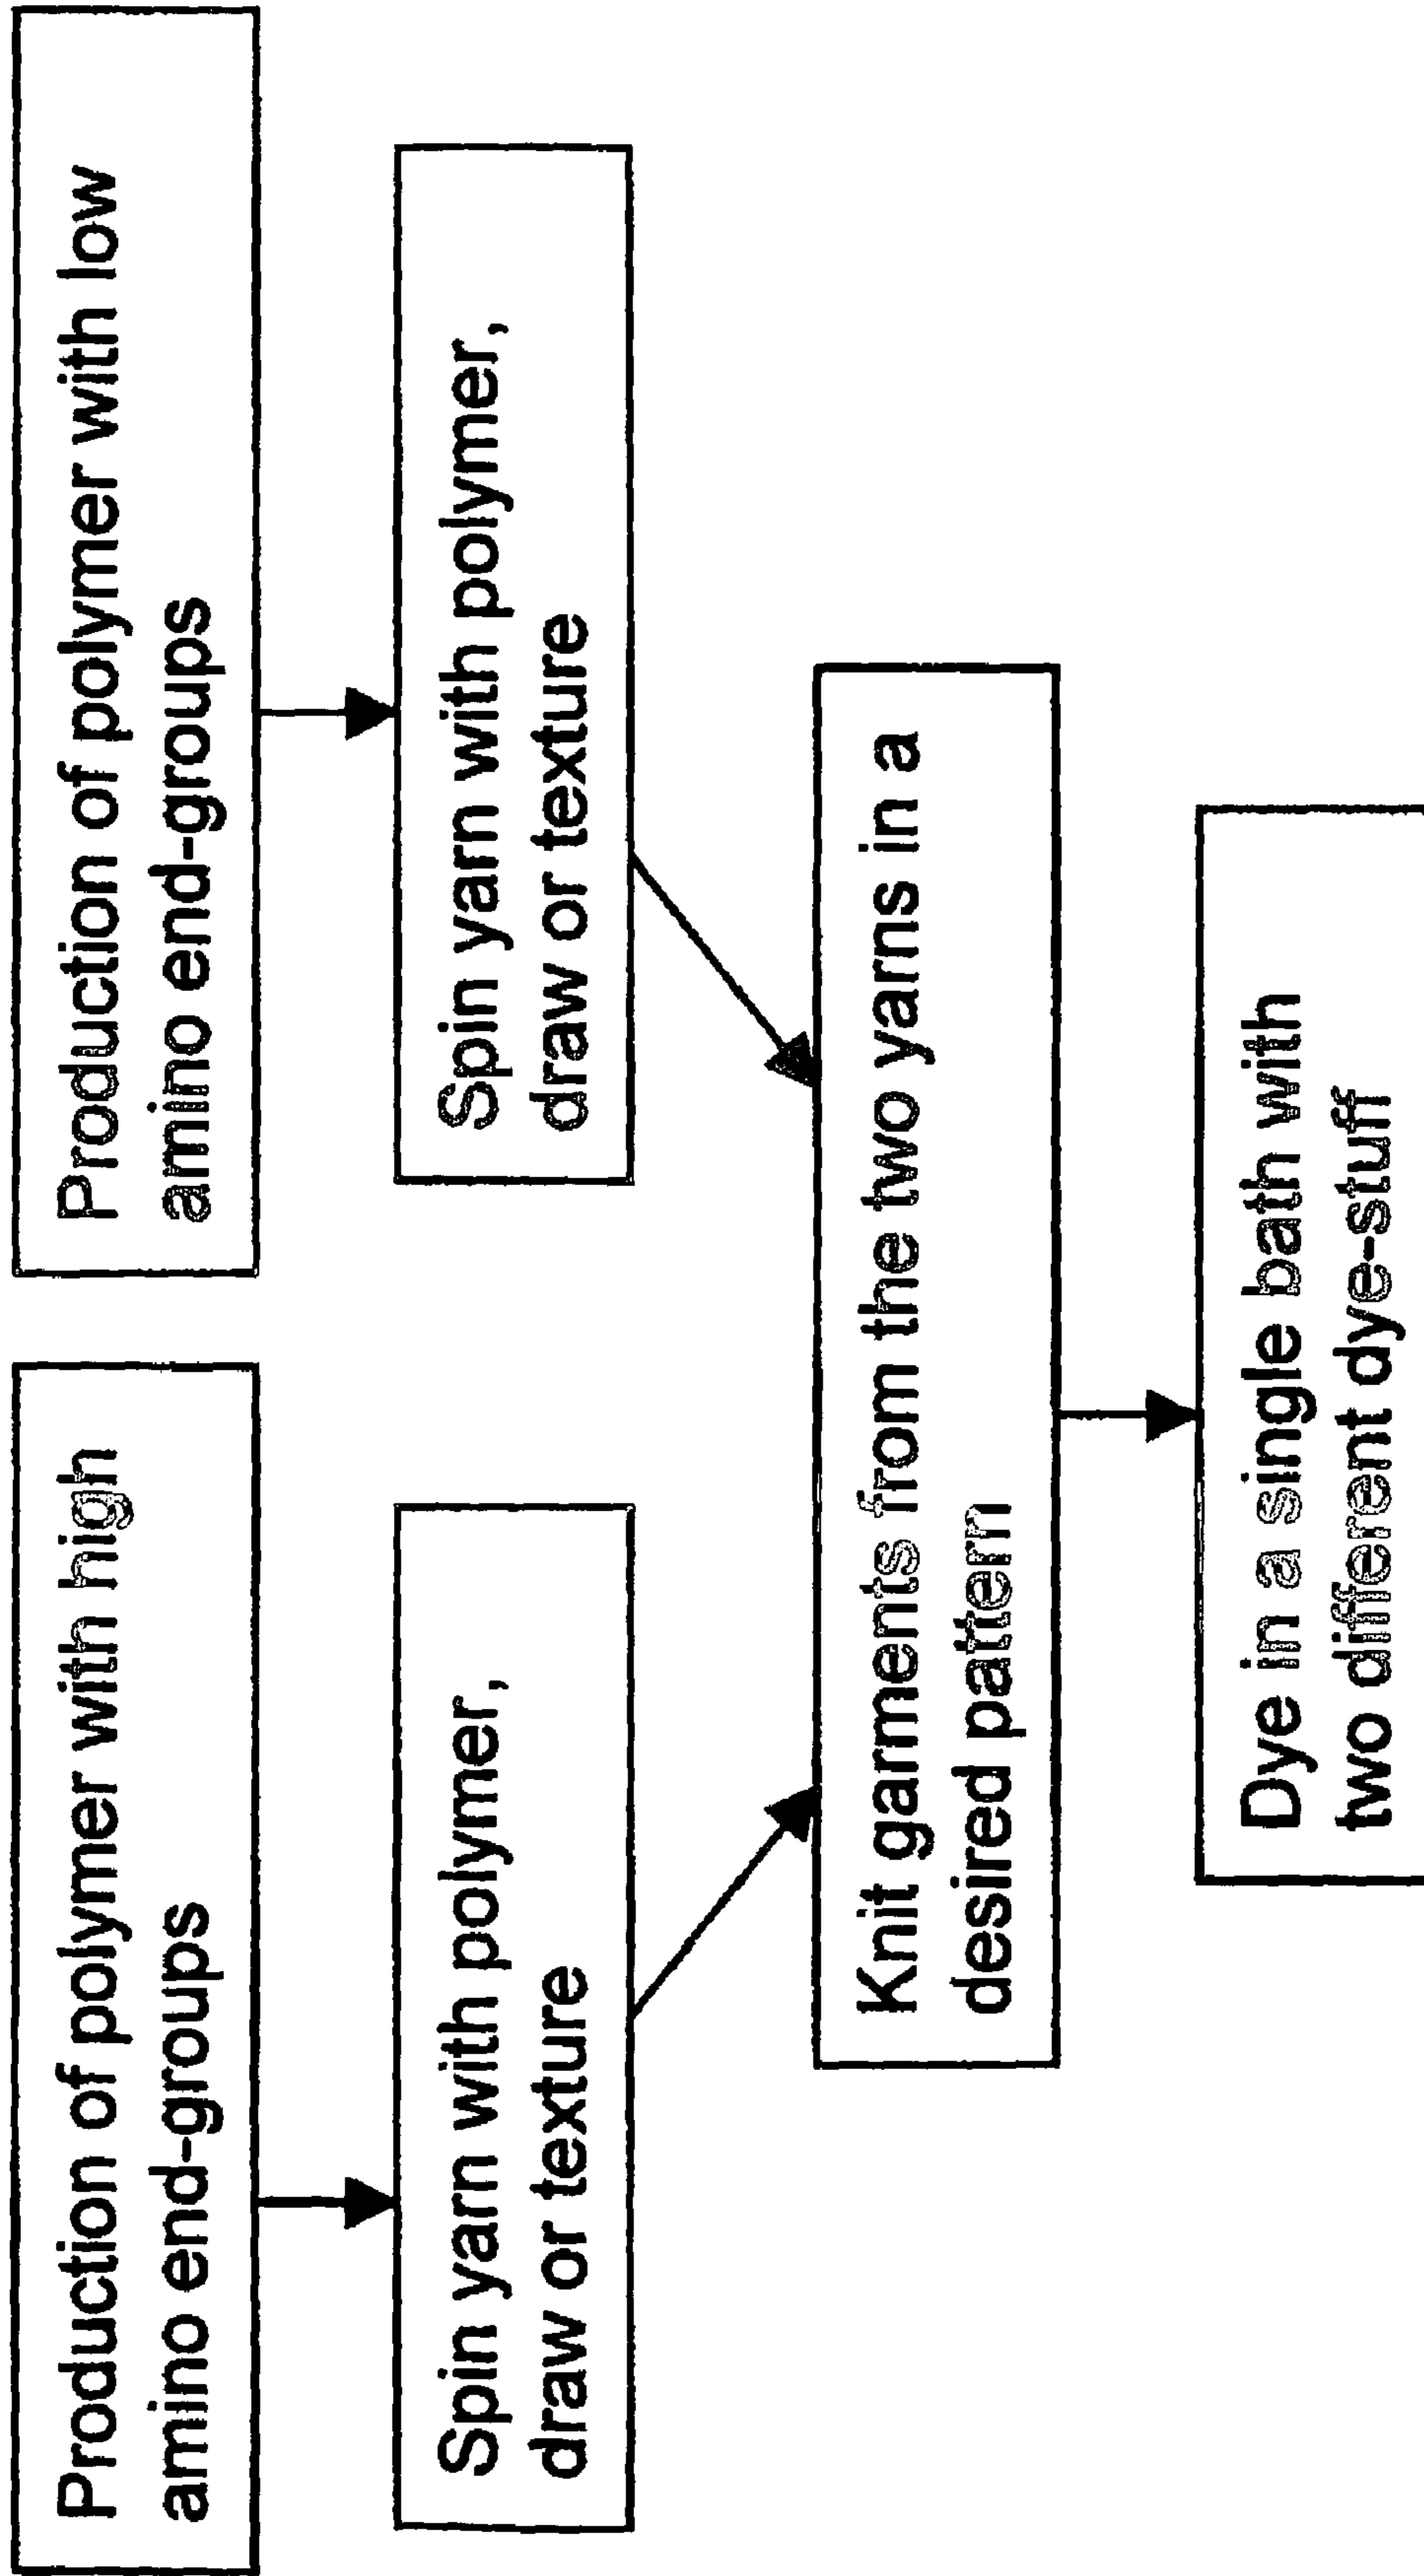 Production of polymer with high
amino end-groups
Production of polymer with low
amino end-groups
Spin yarn with polymer,
draw or texture
Spin yarn with polymer,
draw or texture
Knit garments from the two yarns in a
desired pattern
Dye in a single bath with
two different dye-stuff